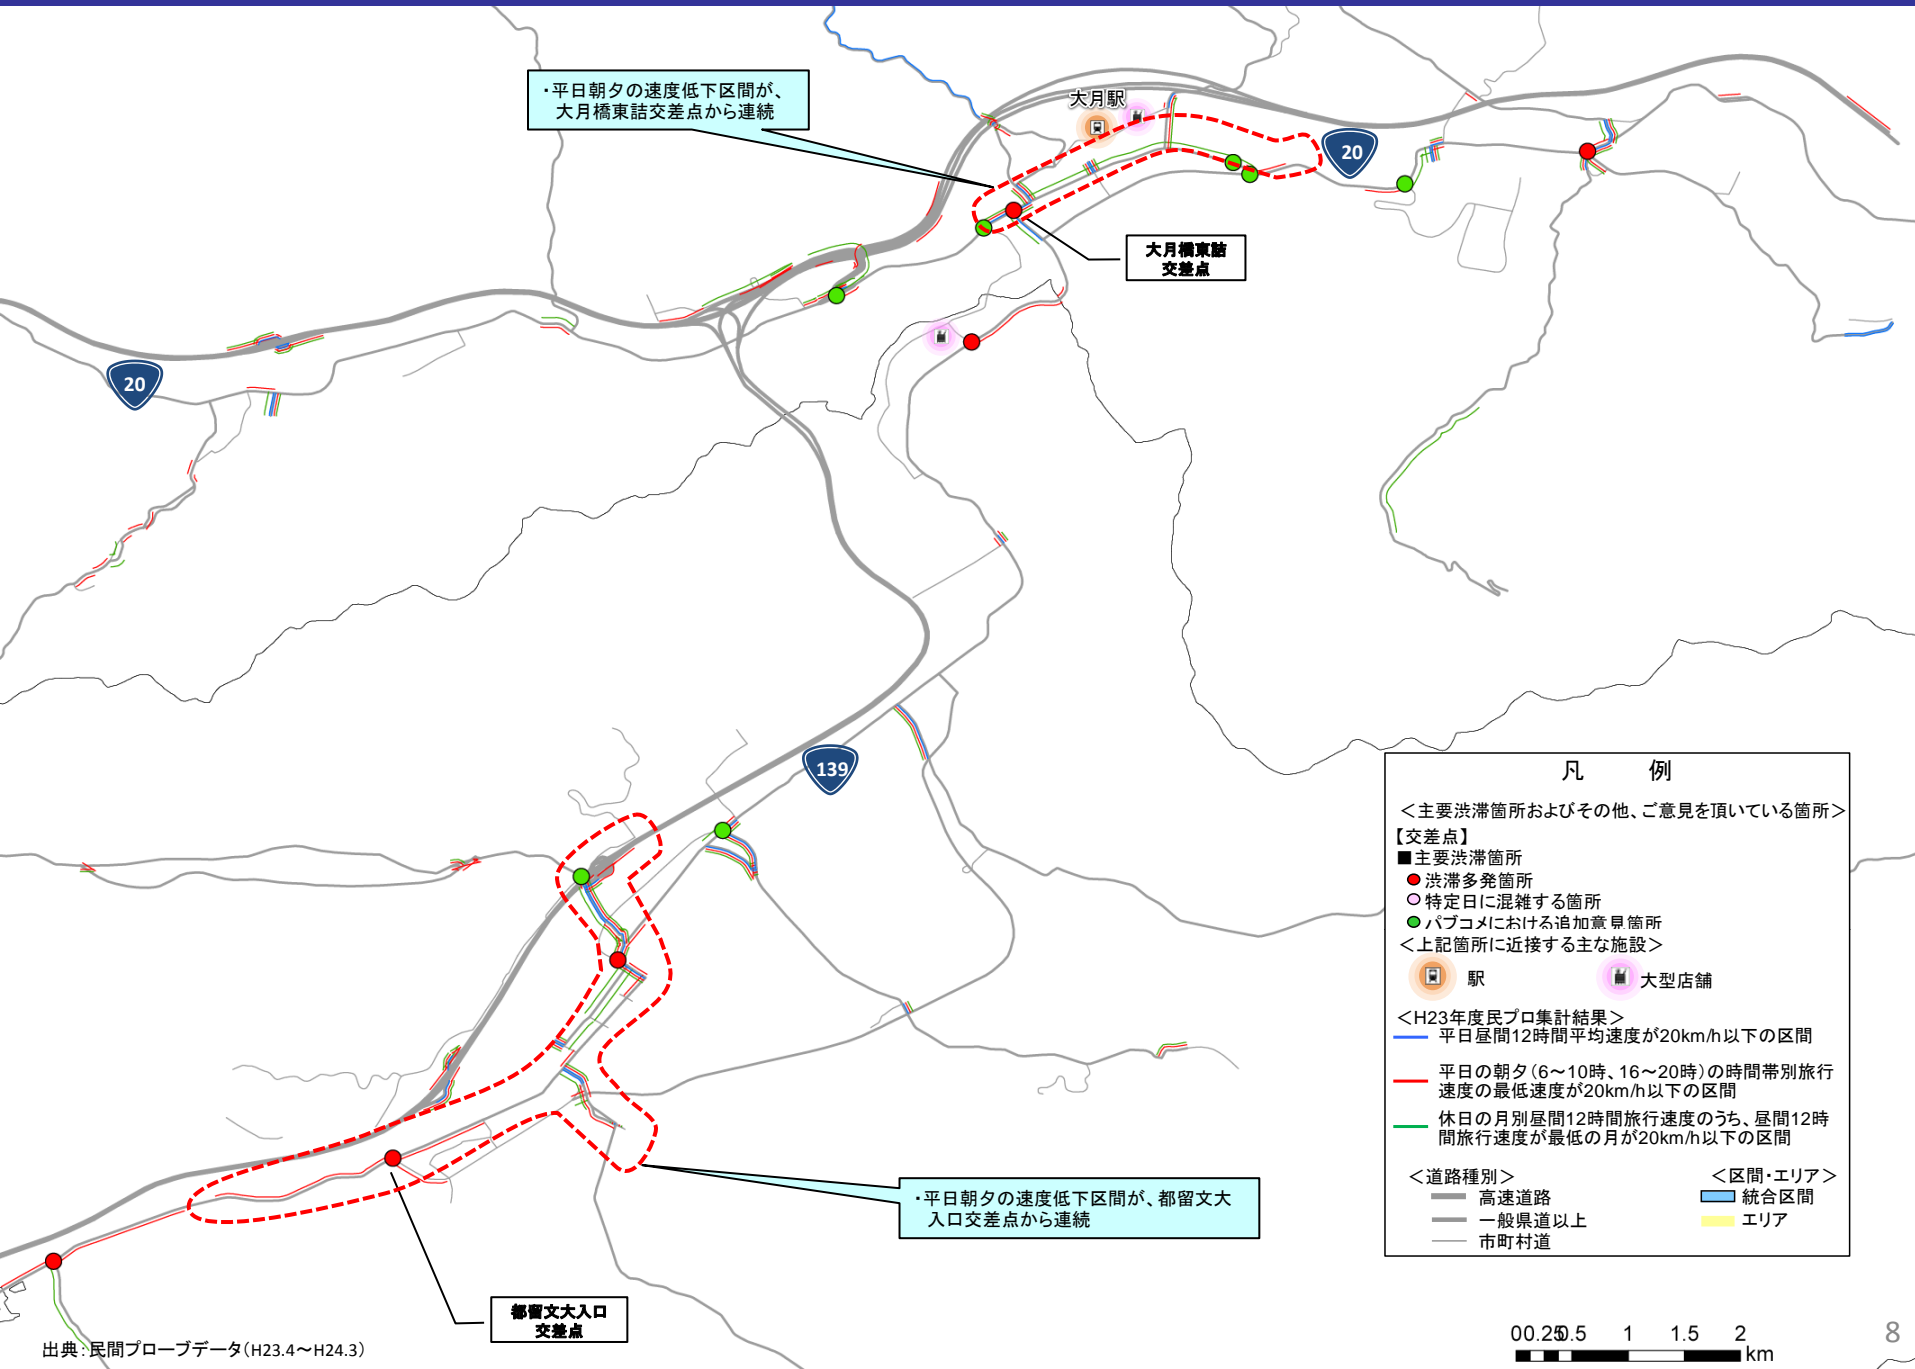 ・平日朝夕の速度低下区間が、
大月橋東詰交差点から連続
大月駅
20
大月橋東詰
交差点
20
139
凡 例
＜主要渋滞箇所およびその他、ご意見を頂いている箇所＞
【交差点】
■主要渋滞箇所
渋滞多発箇所
特定日に混雑する箇所
パブコメにおける追加意見箇所
＜上記箇所に近接する主な施設＞
駅 大型店舗
＜H23年度民プロ集計結果＞
平日昼間12時間平均速度が20km/h以下の区間
平日の朝夕（6～10時、16～20時）の時間帯別旅行
速度の最低速度が20km/h以下の区間
休日の月別昼間12時間旅行速度のうち、昼間12時
間旅行速度が最低の月が20km/h以下の区間
＜道路種別＞ ＜区間・エリア＞
高速道路 統合区間
一般県道以上 エリア
市町村道
・平日朝夕の速度低下区間が、都留文大
入口交差点から連続
都留文大入口
交差点
出典：民間プローブデータ（H23.4～H24.3）
0 0.25 0.5 1 1.5 2
km
8